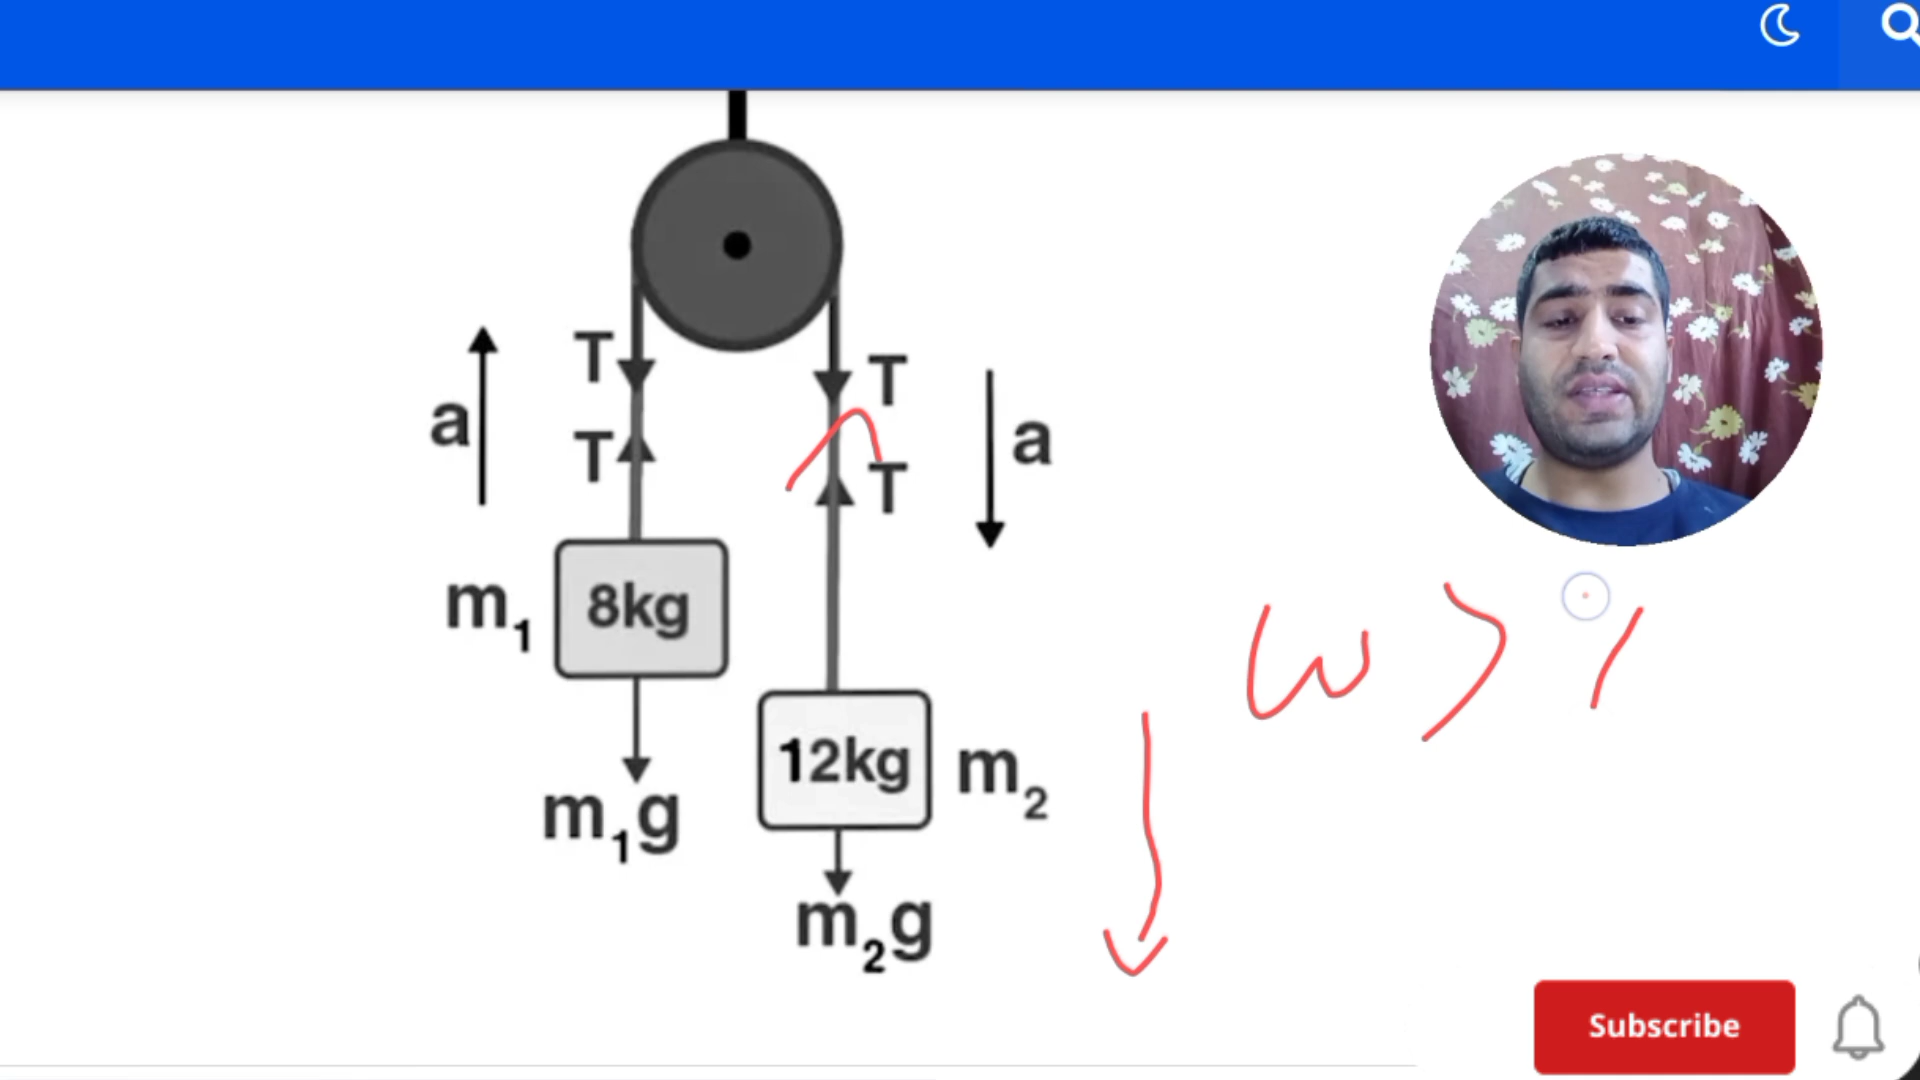 T T
a T T a
m1 8kg
W >
12kg m2
m1g
m2g
Subscribe